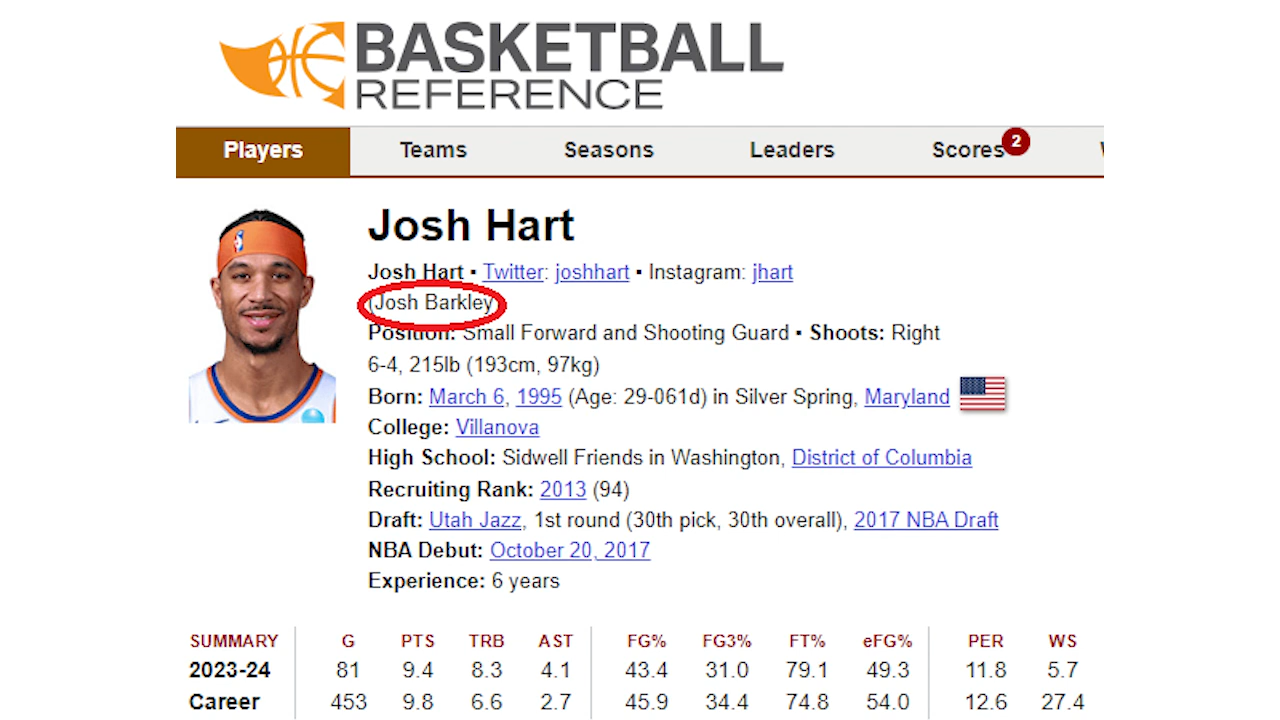 BASKETBALL
REFERENCE
Players Teams Seasons Leaders Scores 2
Josh Hart
Josh Hart ▪ Twitter: joshhart ▪ Instagram: jhart
(Josh Barkley)
Position: Small Forward and Shooting Guard ▪ Shoots: Right
6-4, 215lb (193cm, 97kg)
Born: March 6, 1995 (Age: 29-061d) in Silver Spring, Maryland
College: Villanova
High School: Sidwell Friends in Washington, District of Columbia
Recruiting Rank: 2013 (94)
Draft: Utah Jazz, 1st round (30th pick, 30th overall), 2017 NBA Draft
NBA Debut: October 20, 2017
Experience: 6 years
SUMMARY G PTS TRB AST FG% FG3% FT% eFG% PER WS
2023-24 81 9.4 8.3 4.1 43.4 31.0 79.1 49.3 11.8 5.7
Career 453 9.8 6.6 2.7 45.9 34.4 74.8 54.0 12.6 27.4